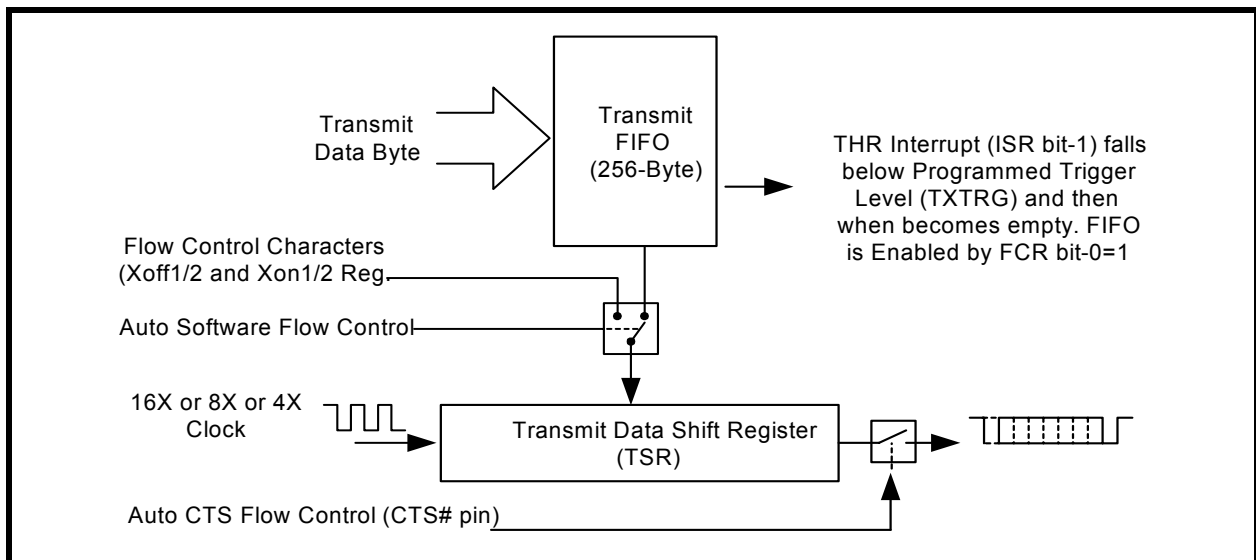 Transmit
Data Byte
Transmit
FIFO
(256-Byte)
THR Interrupt (ISR bit-1) falls
below Programmed Trigger
Level (TXTRG) and then
when becomes empty. FIFO
is Enabled by FCR bit-0=1
Flow Control Characters
(Xoff1/2 and Xon1/2 Reg.
Auto Software Flow Control
16X or 8X or 4X
Clock
Transmit Data Shift Register
(TSR)
Auto CTS Flow Control (CTS# pin)